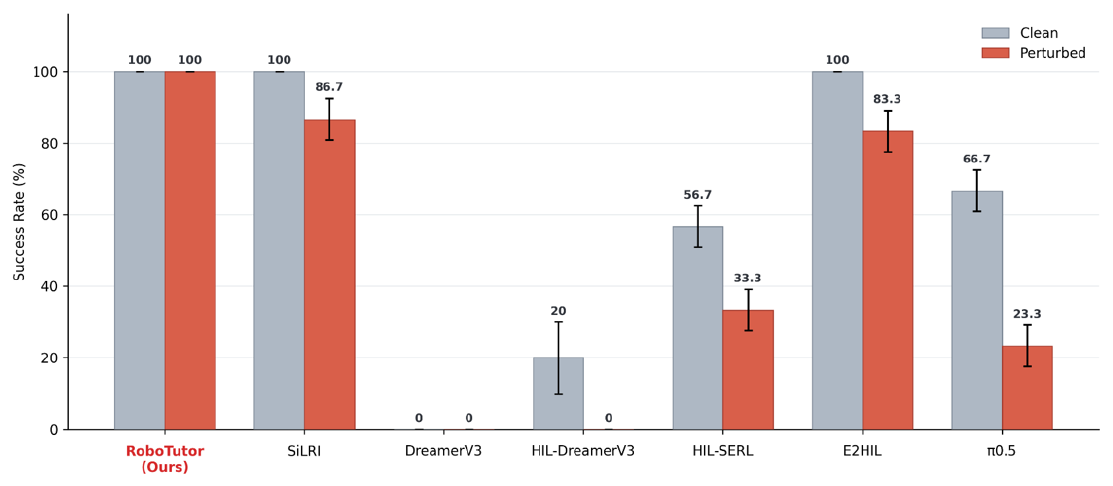 Clean
Perturbed
Success Rate (%)
100
80
60
40
20
0
100
100
100
86.7
0
0
20
0
56.7
33.3
100
83.3
66.7
23.3
RoboTutor
(Ours)
SiLRI
DreamerV3
HIL-DreamerV3
HIL-SERL
E2HIL
π0.5